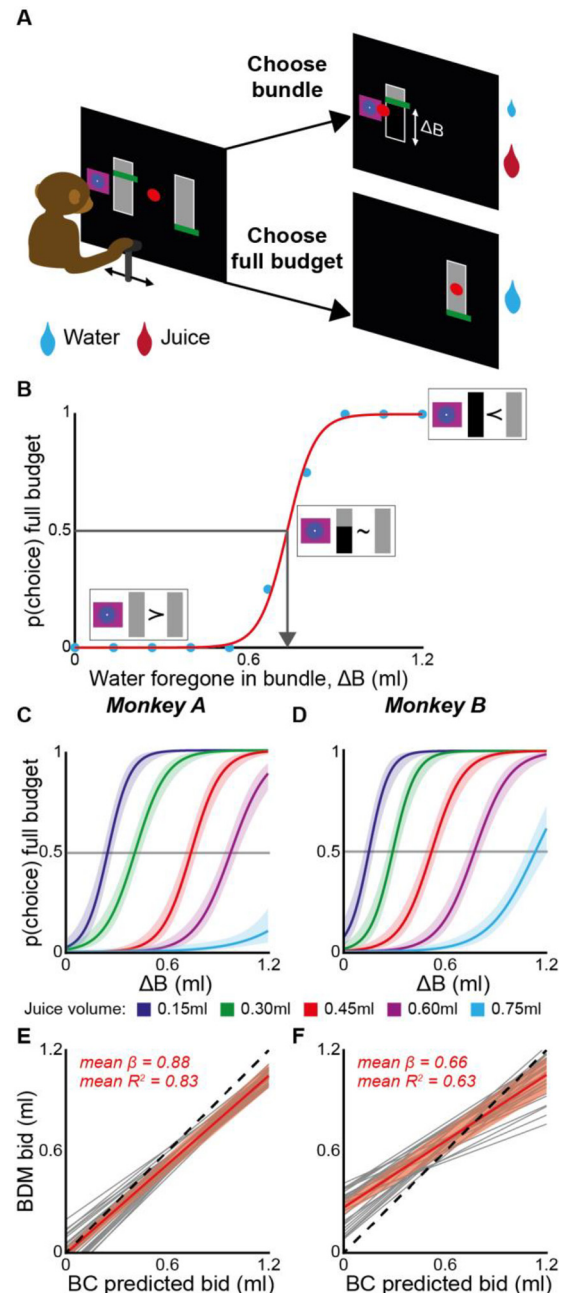 A
Choose
bundle
ΔB
Choose
full budget
Water
Juice
B
1
p(choice) full budget
0.5
0
≺
~
≻
0
0.6
1.2
Water foregone in bundle, ΔB (ml)
Monkey A
Monkey B
C
D
p(choice) full budget
1
0.5
0
0
0.6
1.2
ΔB (ml)
1
0.5
0
0
0.6
1.2
ΔB (ml)
Juice volume: 0.15ml 0.30ml 0.45ml 0.60ml 0.75ml
E
F
BDM bid (ml)
1.2
0.6
0
mean β = 0.88
mean R² = 0.83
0
0.6
1.2
BC predicted bid (ml)
1.2
0.6
0
mean β = 0.66
mean R² = 0.63
0
0.6
1.2
BC predicted bid (ml)